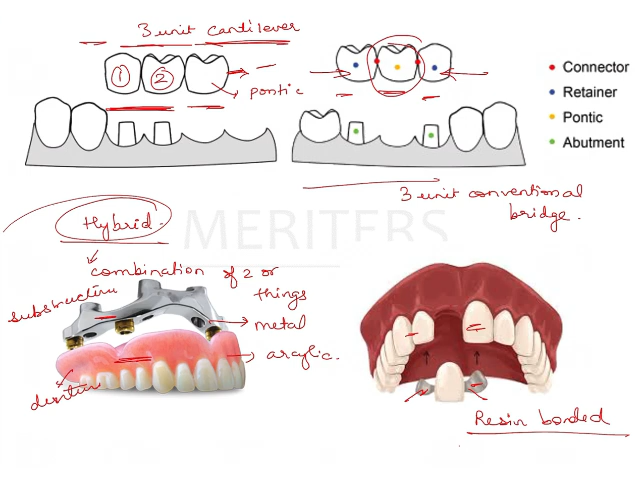 3 unit cantilever
1
2
pontic
Connector
Retainer
Pontic
Abutment
3 unit conventional
bridge.
Hybrid.
MERITERS
combination of 2 or
things
substructure
metal
acrylic.
denture
Resin bonded